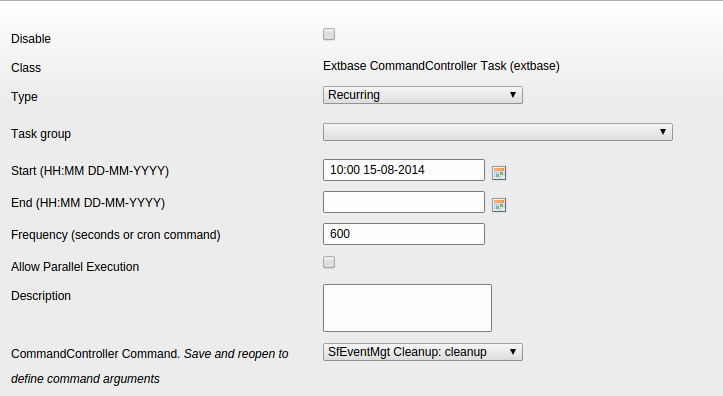 Disable
Class Extbase CommandController Task (extbase)
Type Recurring
Task group
Start (HH:MM DD-MM-YYYY) 10:00 15-08-2014
End (HH:MM DD-MM-YYYY)
Frequency (seconds or cron command) 600
Allow Parallel Execution
Description
CommandController Command. Save and reopen to SfEventMgt Cleanup: cleanup
define command arguments